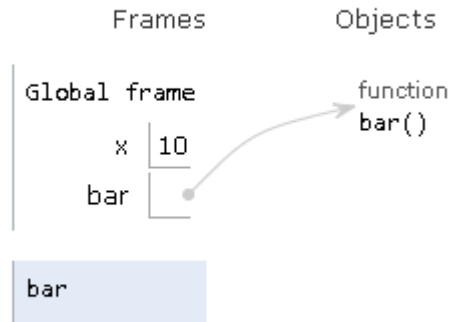 Frames Objects
Global frame
x 10
bar
function
bar()
bar